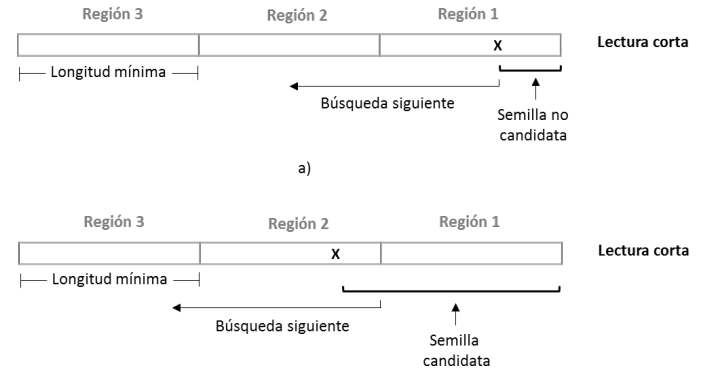 Región 3 Región 2 Región 1
X Lectura corta
Longitud mínima
Búsqueda siguiente
Semilla no
candidata
a)
Región 3 Región 2 Región 1
X Lectura corta
Longitud mínima
Búsqueda siguiente
Semilla
candidata